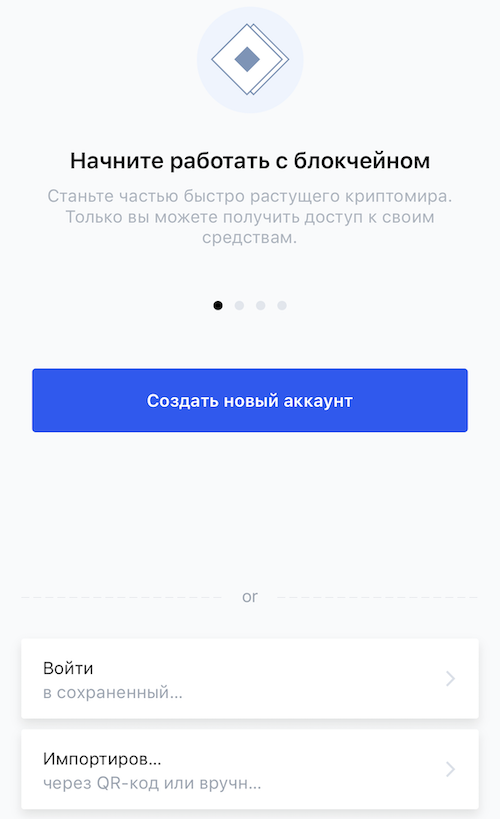 Начните работать с блокчейном
Станьте частью быстро растущего криптомира.
Только вы можете получить доступ к своим
средствам.
Создать новый аккаунт
or
Войти
в сохраненный...
Импортиров...
через QR-код или вручн...